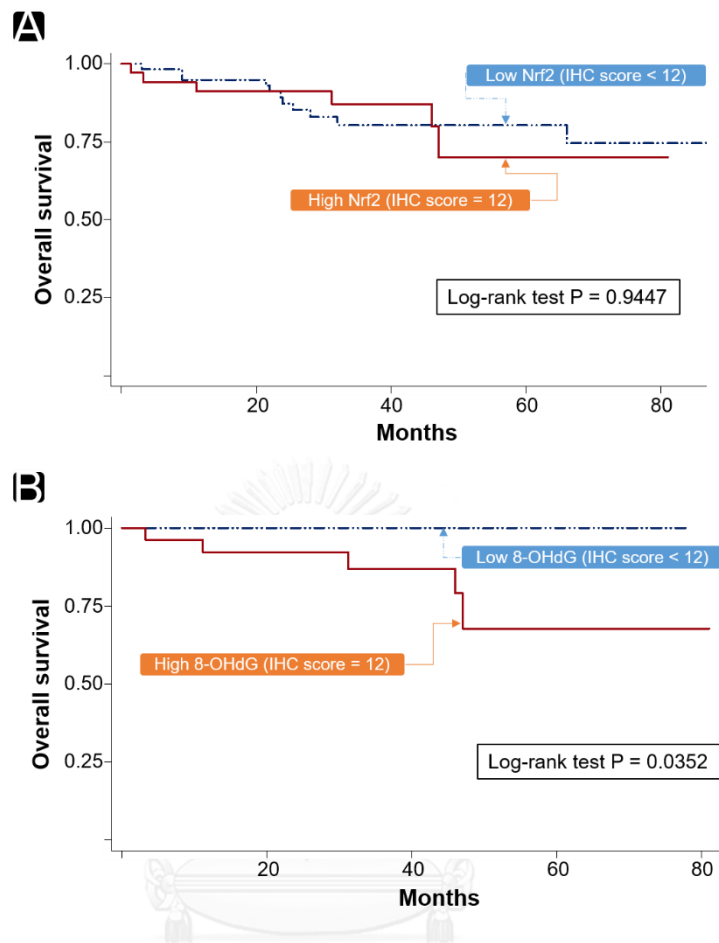 A
1.00
0.75
0.50
0.25
Overall survival
Low Nrf2 (IHC score < 12)
High Nrf2 (IHC score = 12)
Log-rank test P = 0.9447
20 40 60 80
Months
B
1.00
0.75
0.50
0.25
Overall survival
Low 8-OHdG (IHC score < 12)
High 8-OHdG (IHC score = 12)
Log-rank test P = 0.0352
20 40 60 80
Months